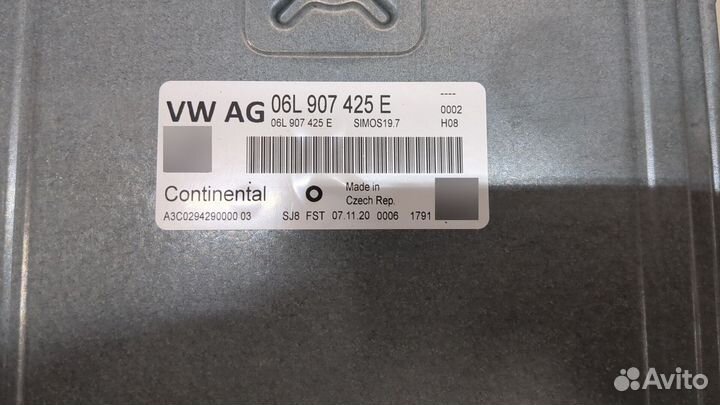 VW AG 06L 907 425 E ----
06L 907 425 E SIMOS19.7 0002
H08
Continental Made in
Czech Rep.
A3C0294290000 03 SJ8 FST 07.11.20 0006 1791
Avito